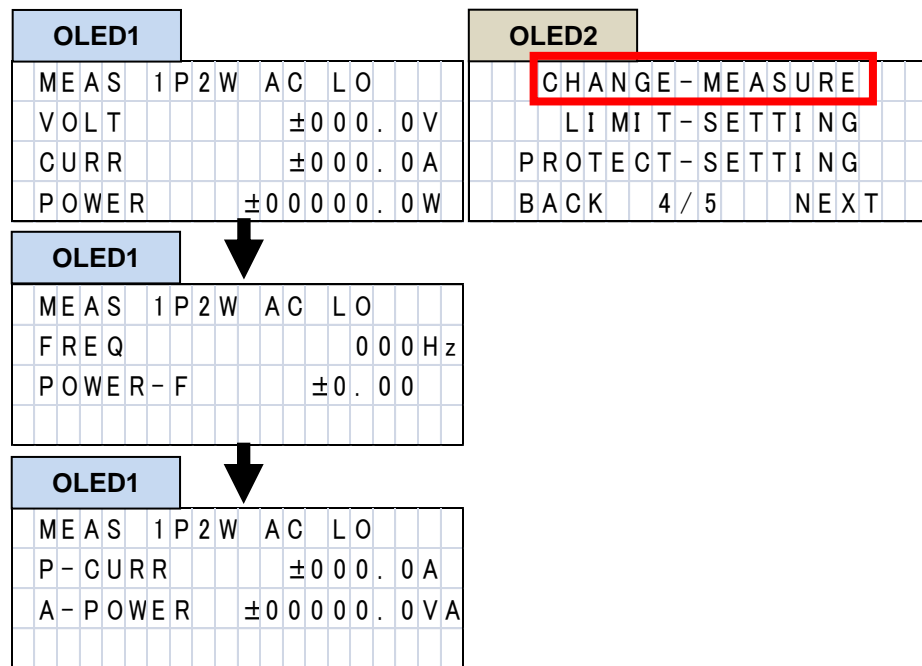 OLED1
MEAS 1P2W AC LO
VOLT ±000.0V
CURR ±000.0A
POWER ±00000.0W
OLED2
CHANGE-MEASURE
LIMIT-SETTING
PROTECT-SETTING
BACK 4/5 NEXT
OLED1
MEAS 1P2W AC LO
FREQ 000Hz
POWER-F ±0.00
OLED1
MEAS 1P2W AC LO
P-CURR ±000.0A
A-POWER ±00000.0VA